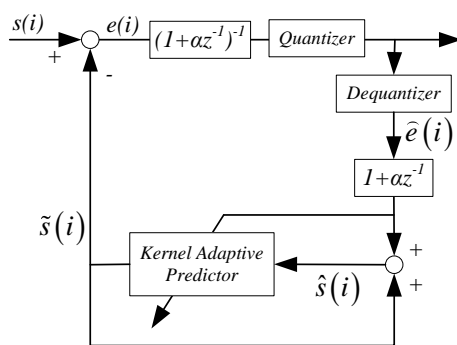 s(i)
+
-
e(i)
(1+αz⁻¹)⁻¹
Quantizer
Dequantizer
ê(i)
1+αz⁻¹
s̃(i)
Kernel Adaptive
Predictor
ŝ(i)
+
+